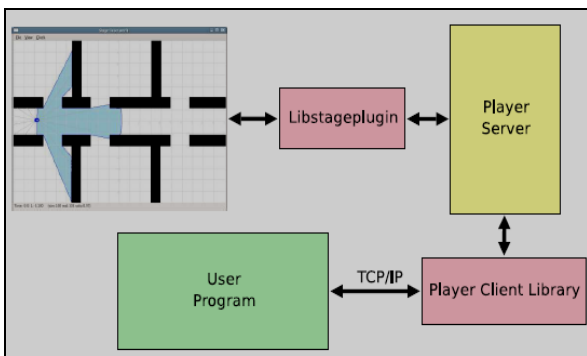 Libstageplugin
Player
Server
User
Program
TCP/IP
Player Client Library